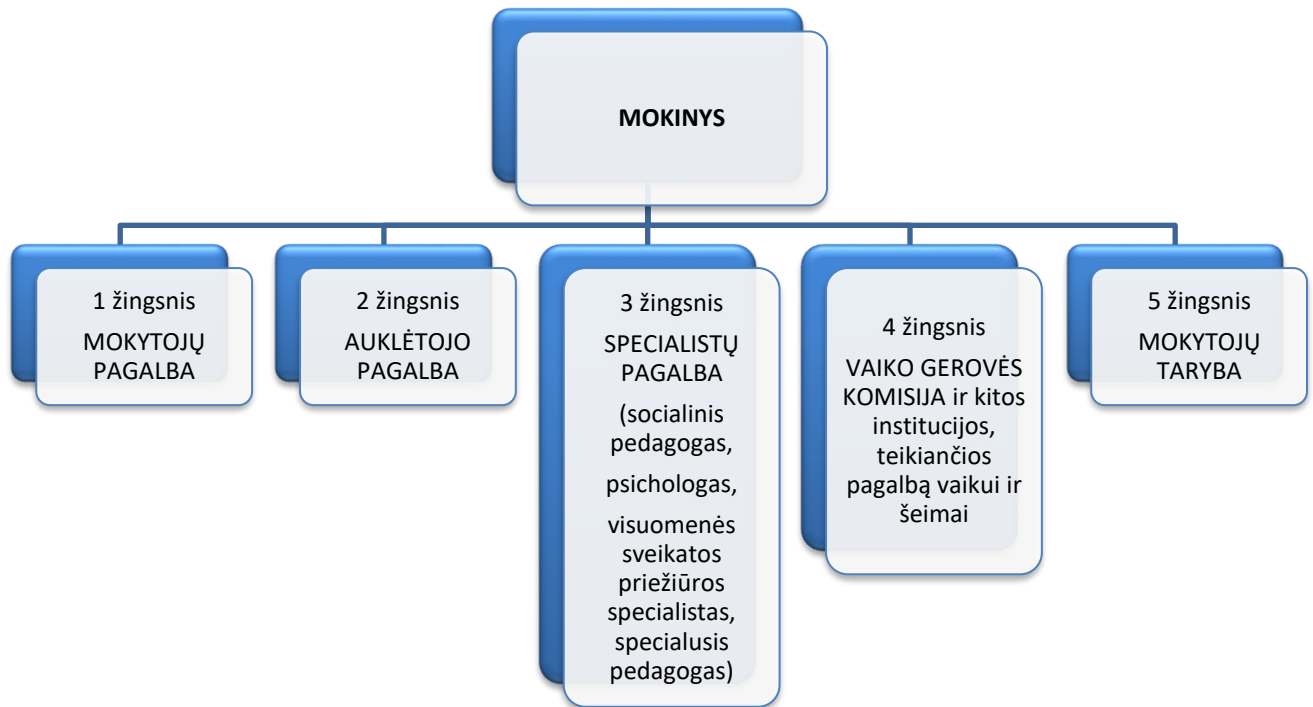 MOKINYS
1 žingsnis
MOKYTOJŲ
PAGALBA
2 žingsnis
AUKLĖTOJO
PAGALBA
3 žingsnis
SPECIALISTŲ
PAGALBA
(socialinis
pedagogas,
psichologas,
visuomenės
sveikatos
priežiūros
specialistas,
specialusis
pedagogas)
4 žingsnis
VAIKO GEROVĖS
KOMISIJA ir kitos
institucijos,
teikiančios
pagalbą vaikui ir
šeimai
5 žingsnis
MOKYTOJŲ
TARYBA